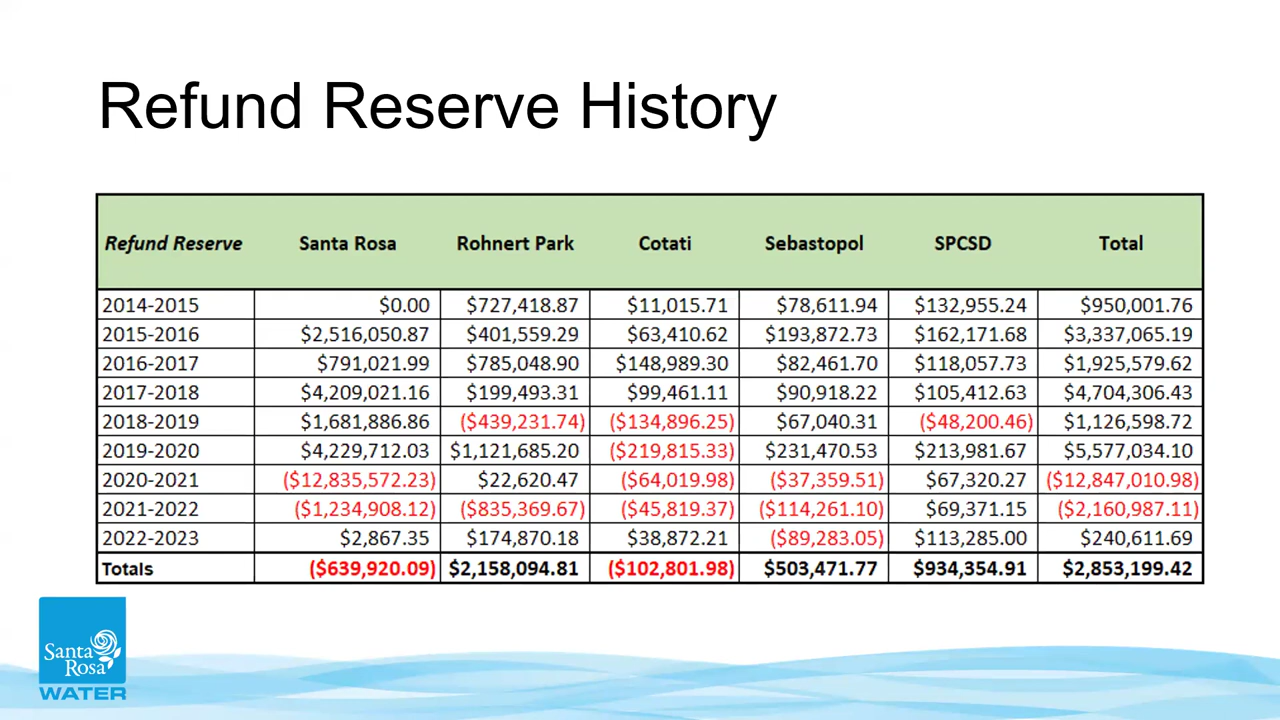 Refund Reserve History
Refund Reserve Santa Rosa Rohnert Park Cotati Sebastopol SPCSD Total
2014-2015 $0.00 $727,418.87 $11,015.71 $78,611.94 $132,955.24 $950,001.76
2015-2016 $2,516,050.87 $401,559.29 $63,410.62 $193,872.73 $162,171.68 $3,337,065.19
2016-2017 $791,021.99 $785,048.90 $148,989.30 $82,461.70 $118,057.73 $1,925,579.62
2017-2018 $4,209,021.16 $199,493.31 $99,461.11 $90,918.22 $105,412.63 $4,704,306.43
2018-2019 $1,681,886.86 ($439,231.74) ($134,896.25) $67,040.31 ($48,200.46) $1,126,598.72
2019-2020 $4,229,712.03 $1,121,685.20 ($219,815.33) $231,470.53 $213,981.67 $5,577,034.10
2020-2021 ($12,835,572.23) $22,620.47 ($64,019.98) ($37,359.51) $67,320.27 ($12,847,010.98)
2021-2022 ($1,234,908.12) ($835,369.67) ($45,819.37) ($114,261.10) $69,371.15 ($2,160,987.11)
2022-2023 $2,867.35 $174,870.18 $38,872.21 ($89,283.05) $113,285.00 $240,611.69
Totals ($639,920.09) $2,158,094.81 ($102,801.98) $503,471.77 $934,354.91 $2,853,199.42
Santa
Rosa
WATER